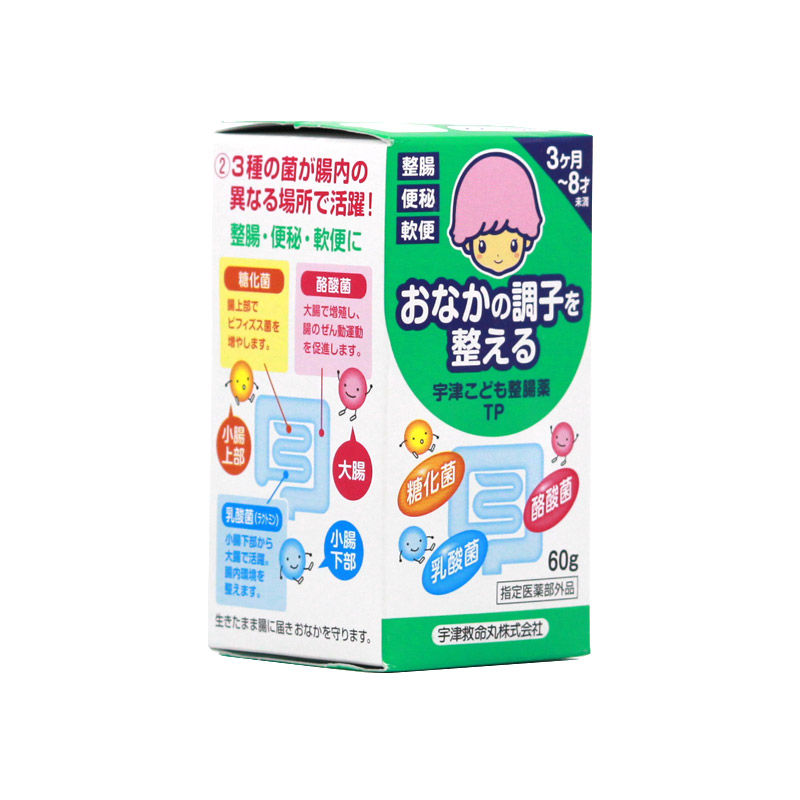 ②3種の菌が腸内の
異なる場所で活躍!
整腸・便秘・軟便に
糖化菌
腸上部で
ビフィズス菌を
増やします。
酪酸菌
大腸で増殖し、
腸のぜん動運動
を促進します。
小腸
上部
大腸
乳酸菌(ラクトミン)
小腸下部から
大腸で活躍。
腸内環境を
整えます。
小腸
下部
生きたまま腸に届きおなかを守ります。
整腸
便秘
軟便
3ヶ月
~8才
未満
おなかの調子を
整える
宇津こども整腸薬
TP
糖化菌
酪酸菌
乳酸菌
60g
指定医薬部外品
宇津救命丸株式会社